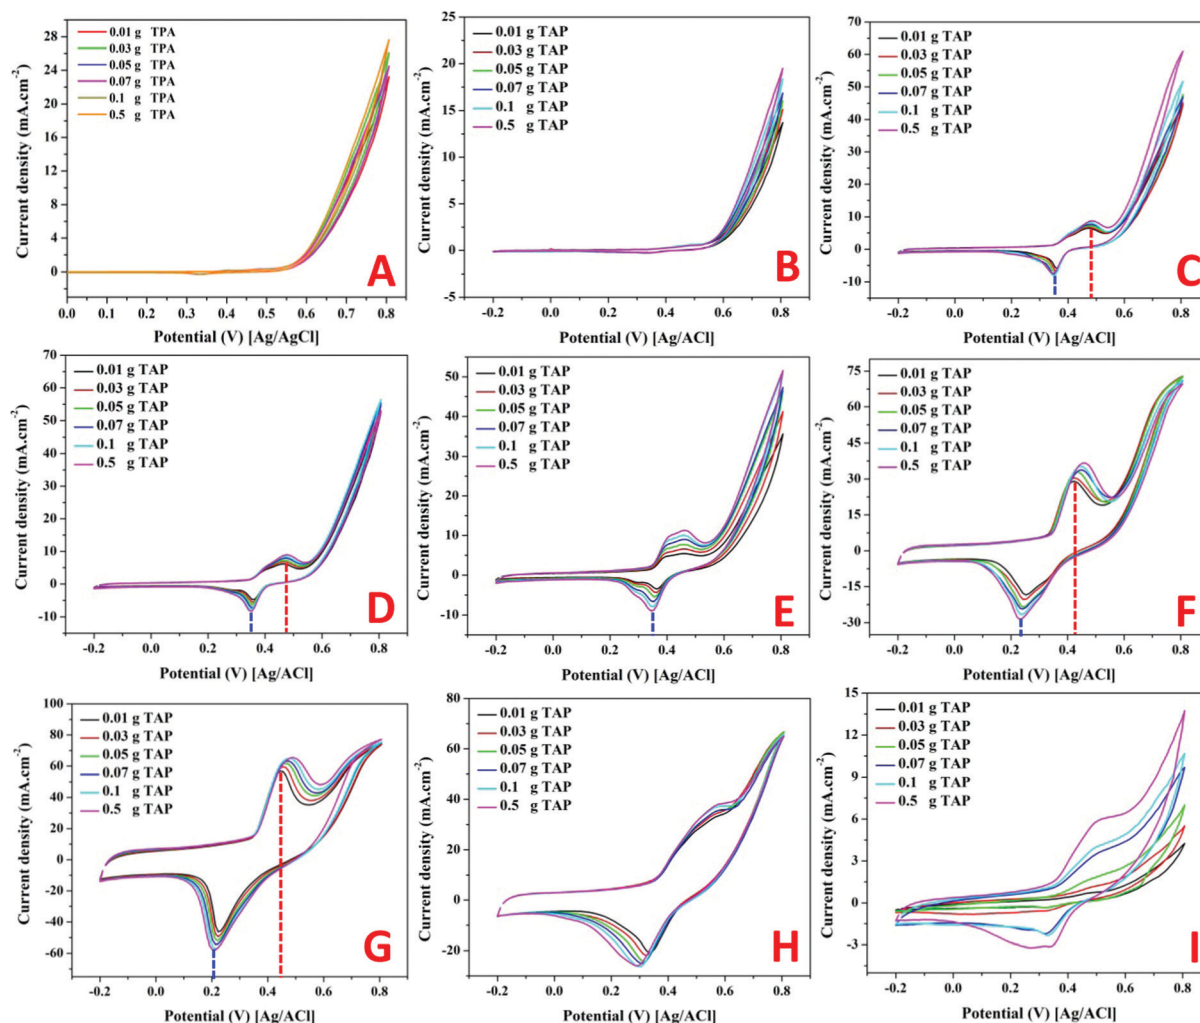 28
24
20
16
12
8
4
0
Current density (mA.cm⁻²)
0.01 g TPA
0.03 g TPA
0.05 g TPA
0.07 g TPA
0.1 g TPA
0.5 g TPA
A
0.0 0.1 0.2 0.3 0.4 0.5 0.6 0.7 0.8
Potential (V) [Ag/AgCl]
25
20
15
10
5
0
-5
Current density (mA.cm⁻²)
0.01 g TAP
0.03 g TAP
0.05 g TAP
0.07 g TAP
0.1 g TAP
0.5 g TAP
B
-0.2 0.0 0.2 0.4 0.6 0.8
Potential (V) [Ag/ACl]
70
60
50
40
30
20
10
0
-10
Current density (mA.cm⁻²)
0.01 g TAP
0.03 g TAP
0.05 g TAP
0.07 g TAP
0.1 g TAP
0.5 g TAP
C
-0.2 0.0 0.2 0.4 0.6 0.8
Potential (V) [Ag/ACl]
70
60
50
40
30
20
10
0
-10
Current density (mA.cm⁻²)
0.01 g TAP
0.03 g TAP
0.05 g TAP
0.07 g TAP
0.1 g TAP
0.5 g TAP
D
-0.2 0.0 0.2 0.4 0.6 0.8
Potential (V) [Ag/ACl]
50
40
30
20
10
0
-10
Current density (mA.cm⁻²)
0.01 g TAP
0.03 g TAP
0.05 g TAP
0.07 g TAP
0.1 g TAP
0.5 g TAP
E
-0.2 0.0 0.2 0.4 0.6 0.8
Potential (V) [Ag/ACl]
75
60
45
30
15
0
-15
-30
Current density (mA.cm⁻²)
0.01 g TAP
0.03 g TAP
0.05 g TAP
0.07 g TAP
0.1 g TAP
0.5 g TAP
F
-0.2 0.0 0.2 0.4 0.6 0.8
Potential (V) [Ag/ACl]
100
80
60
40
20
0
-20
-40
-60
Current density (mA.cm⁻²)
0.01 g TAP
0.03 g TAP
0.05 g TAP
0.07 g TAP
0.1 g TAP
0.5 g TAP
G
-0.2 0.0 0.2 0.4 0.6 0.8
Potential (V) [Ag/ACl]
80
60
40
20
0
-20
Current density (mA.cm⁻²)
0.01 g TAP
0.03 g TAP
0.05 g TAP
0.07 g TAP
0.1 g TAP
0.5 g TAP
H
-0.2 0.0 0.2 0.4 0.6 0.8
Potential (V) [Ag/ACl]
15
12
9
6
3
0
-3
Current density (mA.cm⁻²)
0.01 g TAP
0.03 g TAP
0.05 g TAP
0.07 g TAP
0.1 g TAP
0.5 g TAP
I
-0.2 0.0 0.2 0.4 0.6 0.8
Potential (V) [Ag/ACl]